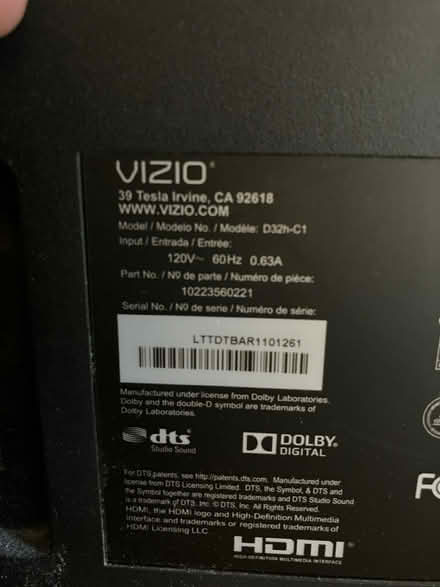 VIZIO
39 Tesla Irvine, CA 92618
WWW.VIZIO.COM
Model / Modelo No. / Modèle: D32h-C1
Input / Entrada / Entrée:
120V~ 60Hz 0.63A
Part No. / Nº de parte / Numéro de pièce:
10223560221
Serial No. / Nº de serie / Numéro de série:
LTTDTBAR1101261
Manufactured under license from Dolby Laboratories.
Dolby and the double-D symbol are trademarks of
Dolby Laboratories.
dts
Studio Sound
DOLBY
DIGITAL
For DTS patents, see http://patents.dts.com. Manufactured under
license from DTS Licensing Limited. DTS, the Symbol, & DTS and
the Symbol together are registered trademarks and DTS Studio Sound
is a trademark of DTS, Inc. © DTS, Inc. All Rights Reserved.
HDMI, the HDMI logo and High-Definition Multimedia
Interface are trademarks or registered trademarks of
HDMI Licensing LLC.
HDMI
HIGH-DEFINITION MULTIMEDIA INTERFACE